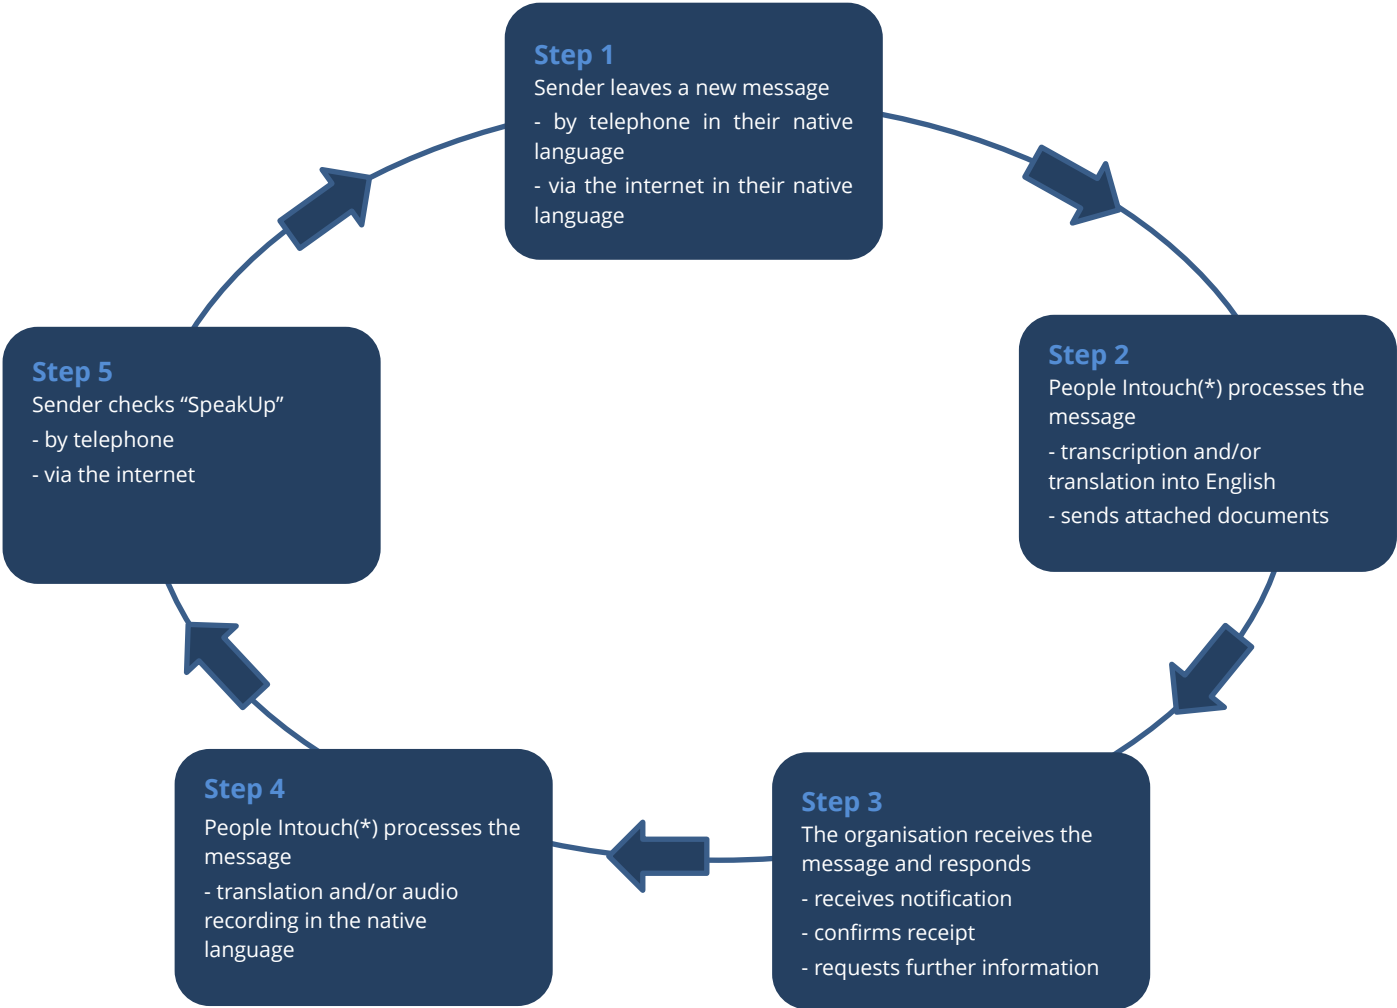 Step 1
Sender leaves a new message
- by telephone in their native
language
- via the internet in their native
language
Step 2
People Intouch(*) processes the
message
- transcription and/or
translation into English
- sends attached documents
Step 3
The organisation receives the
message and responds
- receives notification
- confirms receipt
- requests further information
Step 4
People Intouch(*) processes the
message
- translation and/or audio
recording in the native
language
Step 5
Sender checks “SpeakUp”
- by telephone
- via the internet